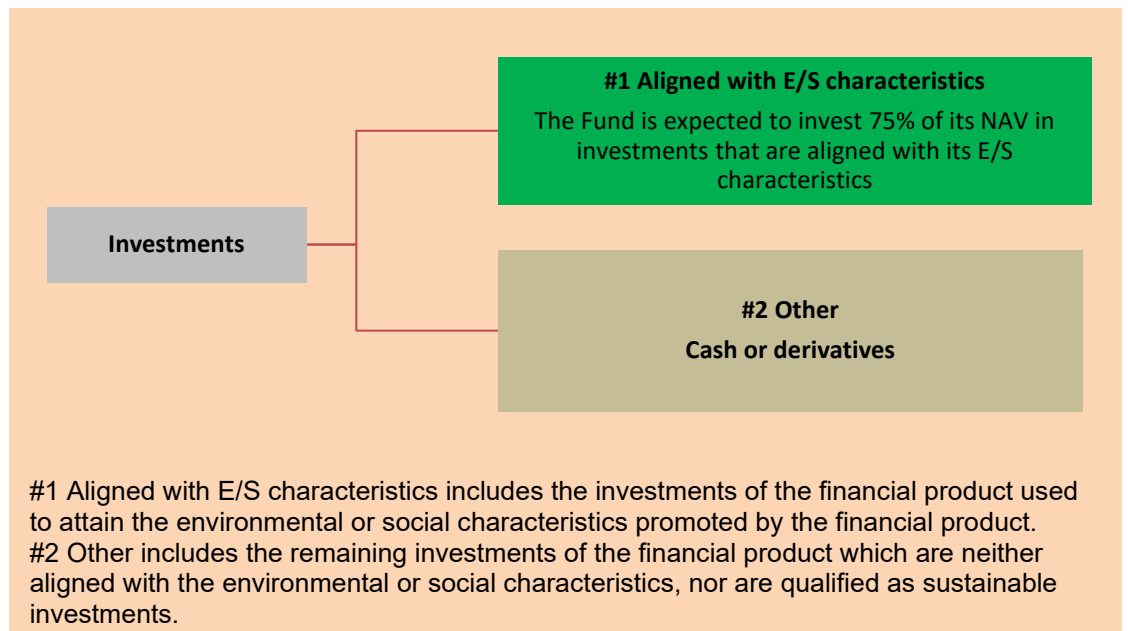 #1 Aligned with E/S characteristics
The Fund is expected to invest 75% of its NAV in
investments that are aligned with its E/S
characteristics
Investments
#2 Other
Cash or derivatives
#1 Aligned with E/S characteristics includes the investments of the financial product used
to attain the environmental or social characteristics promoted by the financial product.
#2 Other includes the remaining investments of the financial product which are neither
aligned with the environmental or social characteristics, nor are qualified as sustainable
investments.